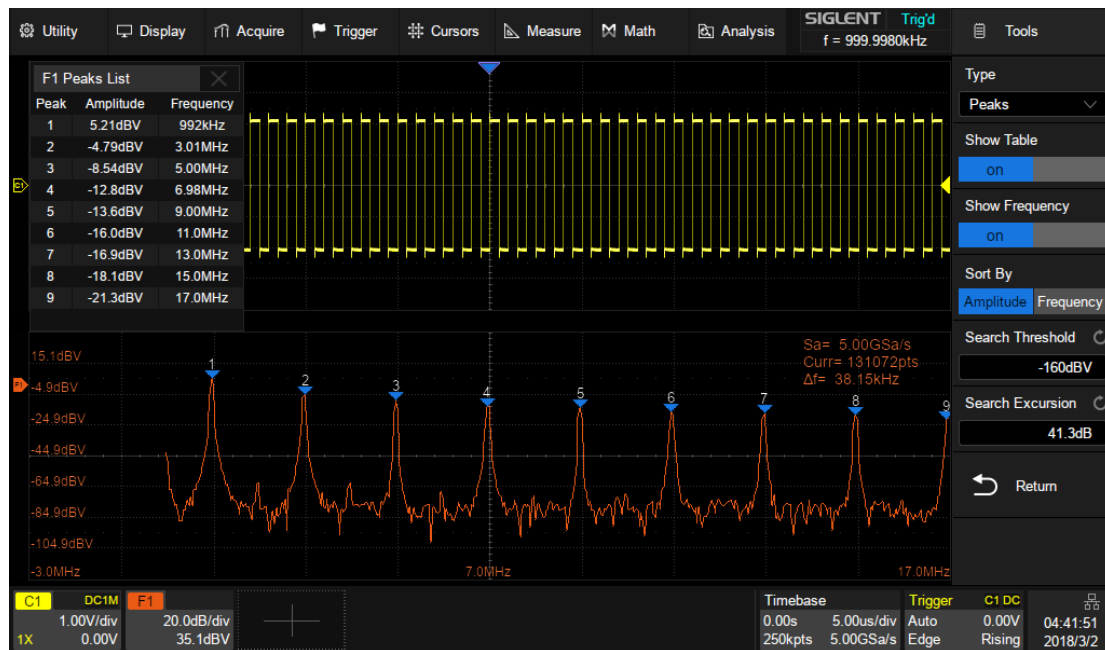 Utility Display Acquire Trigger Cursors Measure Math Analysis SIGLENT Trig'd Tools
f = 999.9980kHz
F1 Peaks List
Peak Amplitude Frequency
1 5.21dBV 992kHz
2 -4.79dBV 3.01MHz
3 -8.54dBV 5.00MHz
4 -12.8dBV 6.98MHz
5 -13.6dBV 9.00MHz
6 -16.0dBV 11.0MHz
7 -16.9dBV 13.0MHz
8 -18.1dBV 15.0MHz
9 -21.3dBV 17.0MHz
C1
Type
Peaks
Show Table
on
Show Frequency
on
Sort By
Amplitude Frequency
Search Threshold
-160dBV
Search Excursion
41.3dB
Return
Sa= 5.00GSa/s
Curr= 131072pts
Δf= 38.15kHz
15.1dBV
F1 -4.9dBV
-24.9dBV
-44.9dBV
-64.9dBV
-84.9dBV
-104.9dBV
1 2 3 4 5 6 7 8 9
-3.0MHz 7.0MHz 17.0MHz
C1 DC1M
1.00V/div
1X 0.00V
F1
20.0dB/div
35.1dBV
Timebase
0.00s 5.00us/div
250kpts 5.00GSa/s
Trigger C1 DC
Auto 0.00V
Edge Rising
04:41:51
2018/3/2